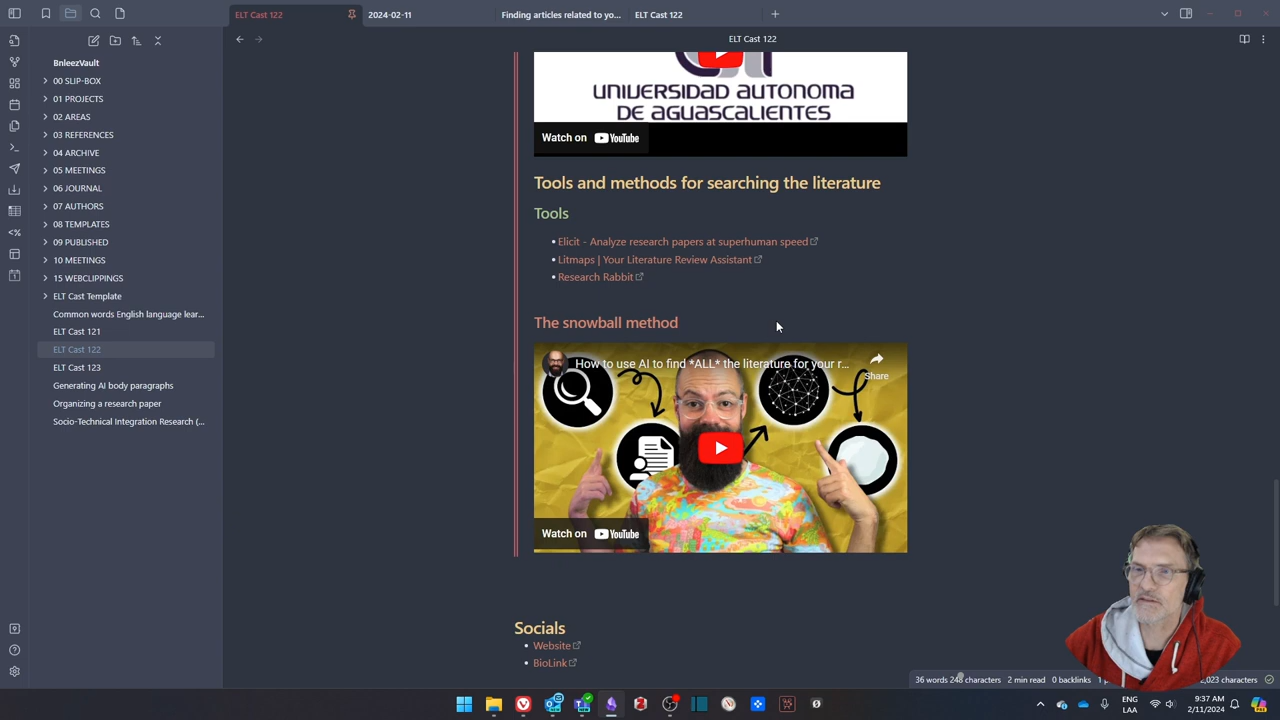 ELT Cast 122
2024-02-11
Finding articles related to yo...
ELT Cast 122
ELT Cast 122
BnleezVault
00 SLIP-BOX
01 PROJECTS
02 AREAS
03 REFERENCES
04 ARCHIVE
05 MEETINGS
06 JOURNAL
07 AUTHORS
08 TEMPLATES
09 PUBLISHED
10 MEETINGS
15 WEBCLIPPINGS
ELT Cast Template
Common words English language lear...
ELT Cast 121
ELT Cast 122
ELT Cast 123
Generating AI body paragraphs
Organizing a research paper
Socio-Technical Integration Research (...
UNIVERSIDAD AUTONOMA
DE AGUASCALIENTES
Watch on YouTube
Tools and methods for searching the literature
Tools
• Elicit - Analyze research papers at superhuman speed
• Litmaps | Your Literature Review Assistant
• Research Rabbit
The snowball method
How to use AI to find *ALL* the literature for your r...
Share
Watch on YouTube
Socials
• Website
• BioLink
36 words 248 characters
2 min read
0 backlinks
2,023 characters
ENG
LAA
9:37 AM
2/11/2024